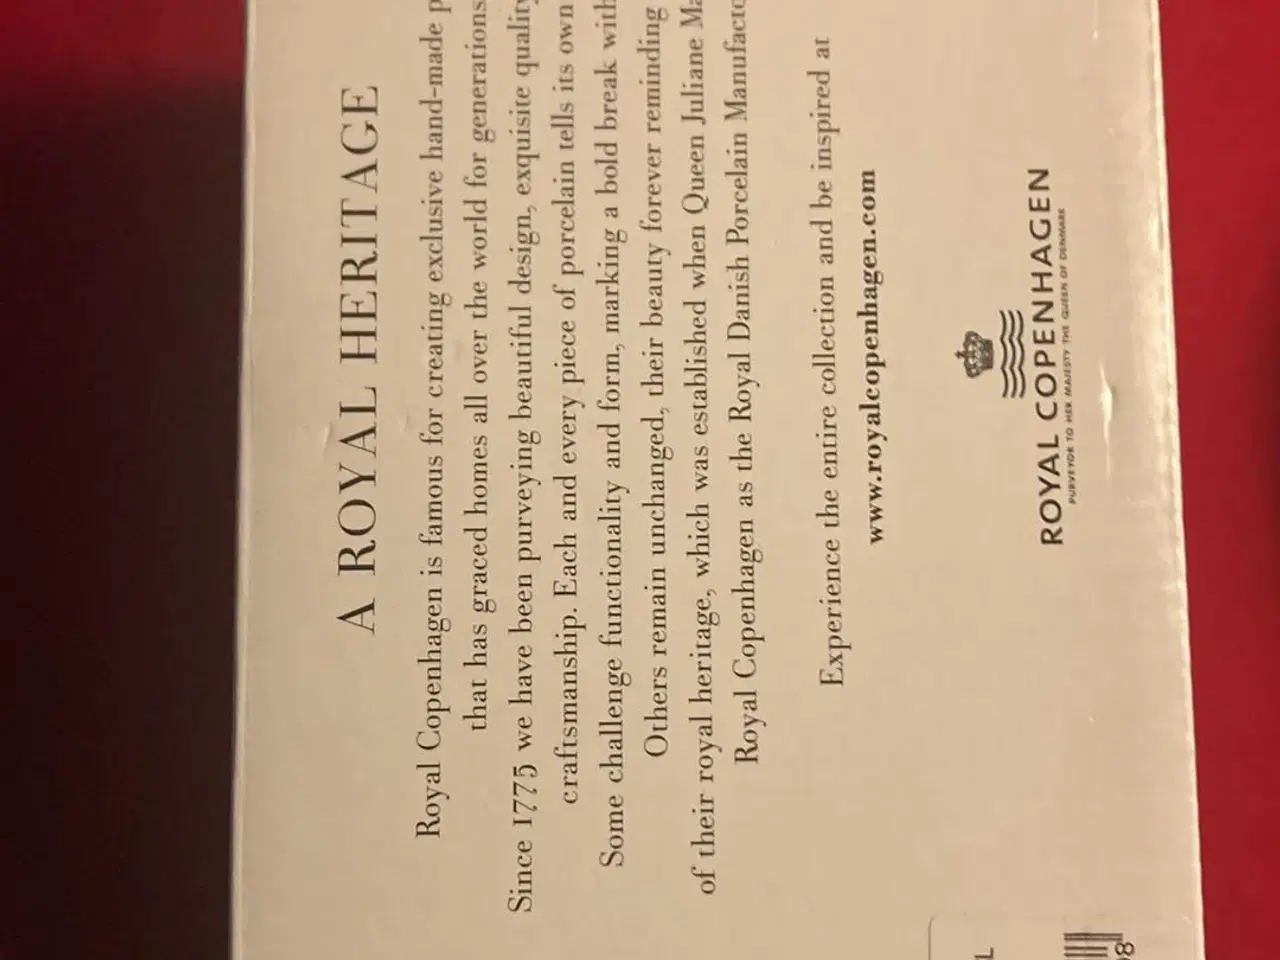 A ROYAL HERITAGE
Royal Copenhagen is famous for creating exclusive hand-made
that has graced homes all over the world for generations
Since 1775 we have been purveying beautiful design, exquisite quality
craftsmanship. Each and every piece of porcelain tells its own
Some challenge functionality and form, marking a bold break with
Others remain unchanged, their beauty forever reminding
of their royal heritage, which was established when Queen Juliane
Royal Copenhagen as the Royal Danish Porcelain
Experience the entire collection and be inspired at
www.royalcopenhagen.com
ROYAL COPENHAGEN
PURVEYOR TO HER MAJESTY THE QUEEN OF DENMARK